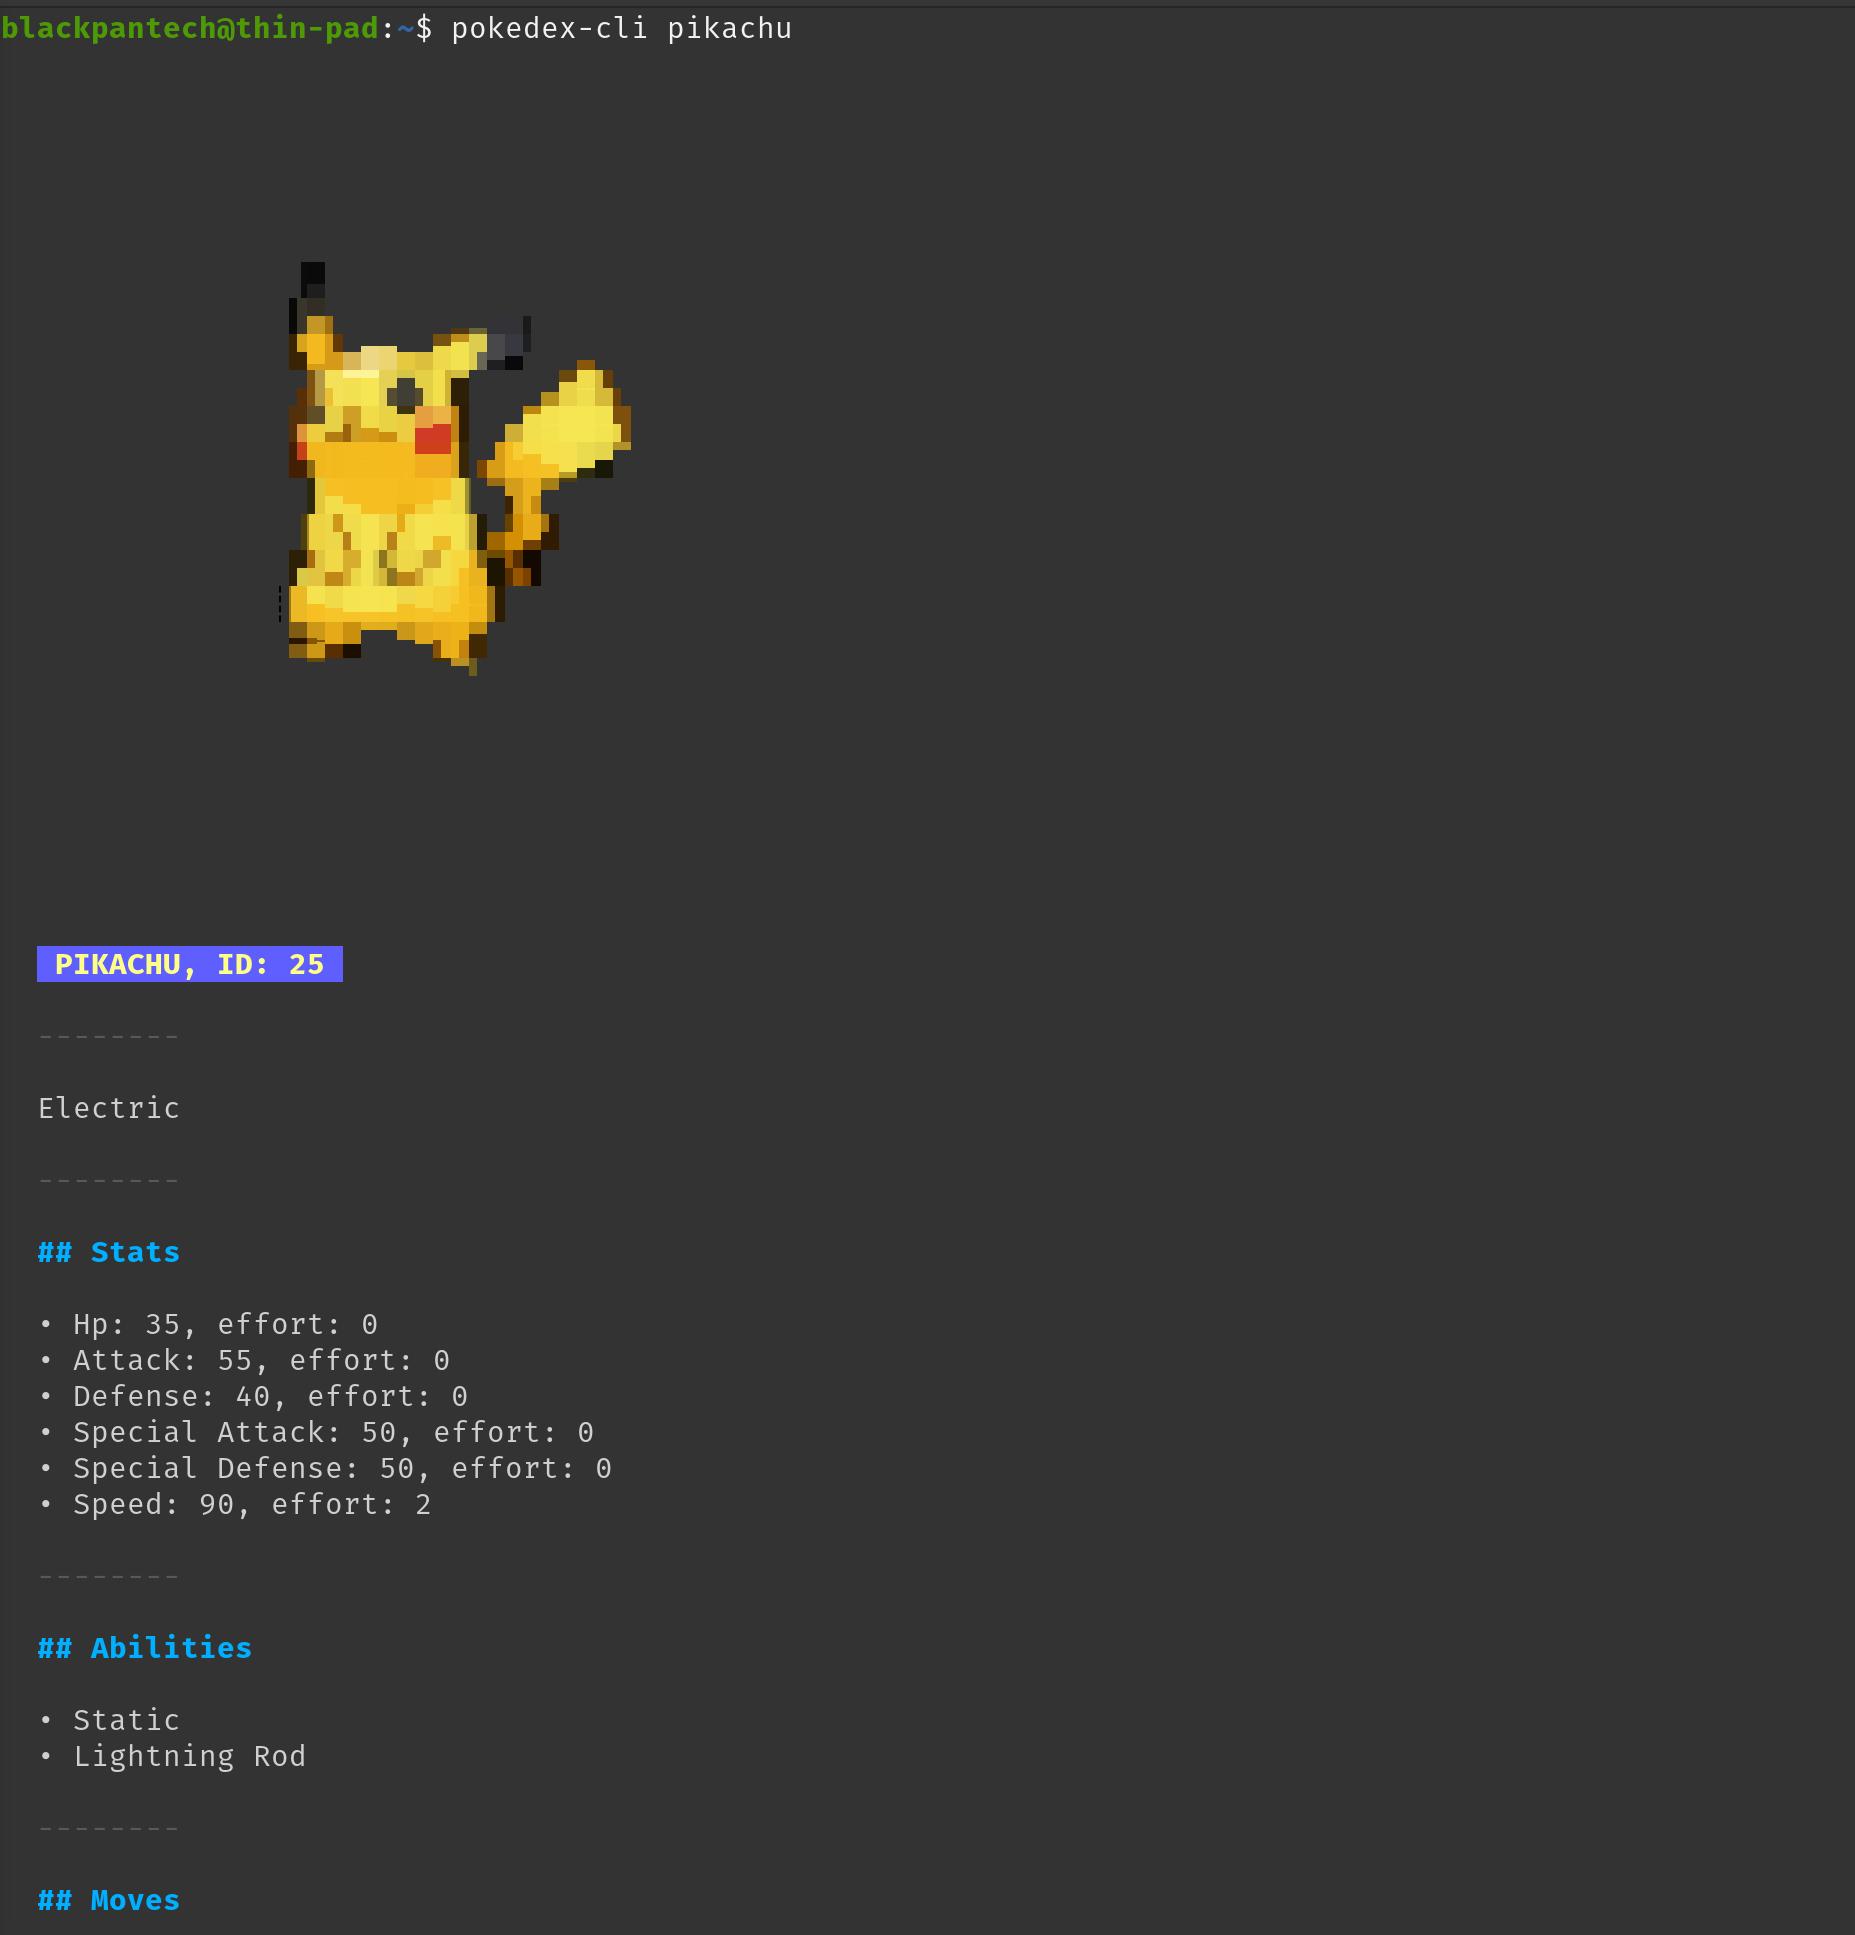 blackpantech@thin-pad:~$ pokedex-cli pikachu
PIKACHU, ID: 25
--------
Electric
--------
## Stats
• Hp: 35, effort: 0
• Attack: 55, effort: 0
• Defense: 40, effort: 0
• Special Attack: 50, effort: 0
• Special Defense: 50, effort: 0
• Speed: 90, effort: 2
--------
## Abilities
• Static
• Lightning Rod
--------
## Moves